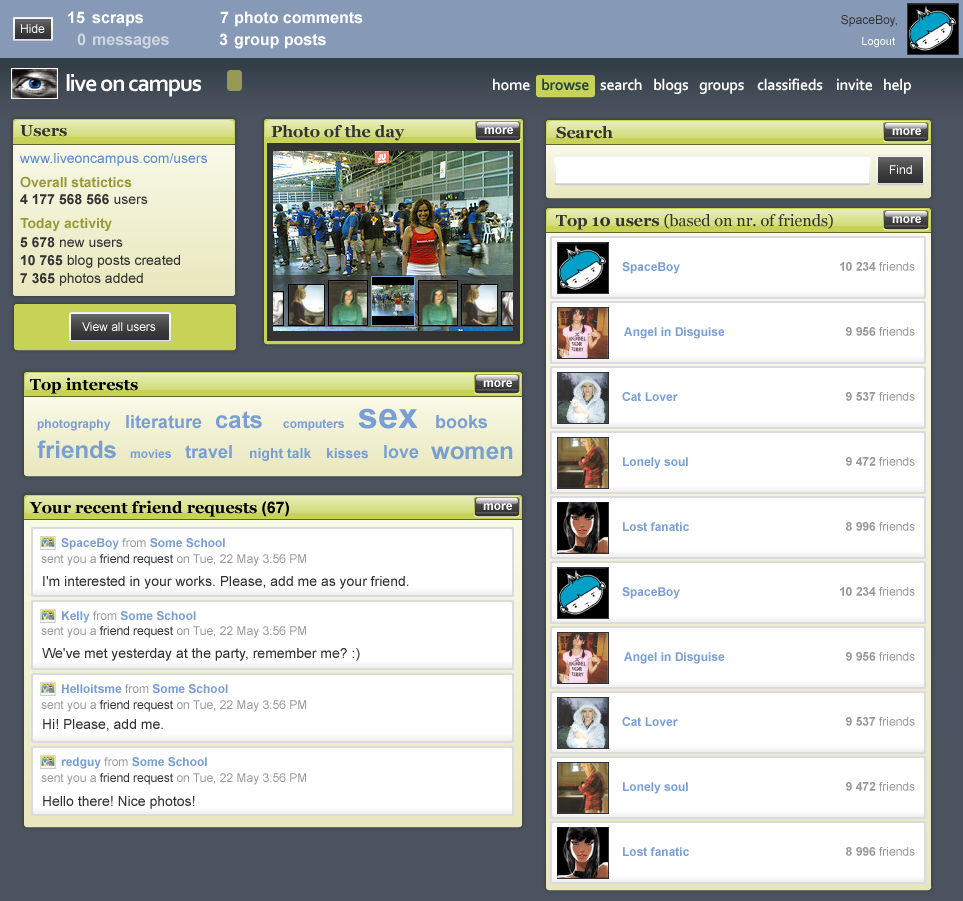 Hide
15 scraps
0 messages
7 photo comments
3 group posts
SpaceBoy,
Logout
live on campus
home browse search blogs groups classifieds invite help
Users
www.liveoncampus.com/users
Overall statictics
4 177 568 566 users
Today activity
5 678 new users
10 765 blog posts created
7 365 photos added
View all users
Photo of the day more
Top interests more
photography literature cats computers sex books
friends movies travel night talk kisses love women
Your recent friend requests (67) more
SpaceBoy from Some School
sent you a friend request on Tue, 22 May 3:56 PM
I'm interested in your works. Please, add me as your friend.
Kelly from Some School
sent you a friend request on Tue, 22 May 3:56 PM
We've met yesterday at the party, remember me? :)
Helloitsme from Some School
sent you a friend request on Tue, 22 May 3:56 PM
Hi! Please, add me.
redguy from Some School
sent you a friend request on Tue, 22 May 3:56 PM
Hello there! Nice photos!
Search more
Find
Top 10 users (based on nr. of friends) more
SpaceBoy 10 234 friends
Angel in Disguise 9 956 friends
Cat Lover 9 537 friends
Lonely soul 9 472 friends
Lost fanatic 8 996 friends
SpaceBoy 10 234 friends
Angel in Disguise 9 956 friends
Cat Lover 9 537 friends
Lonely soul 9 472 friends
Lost fanatic 8 996 friends